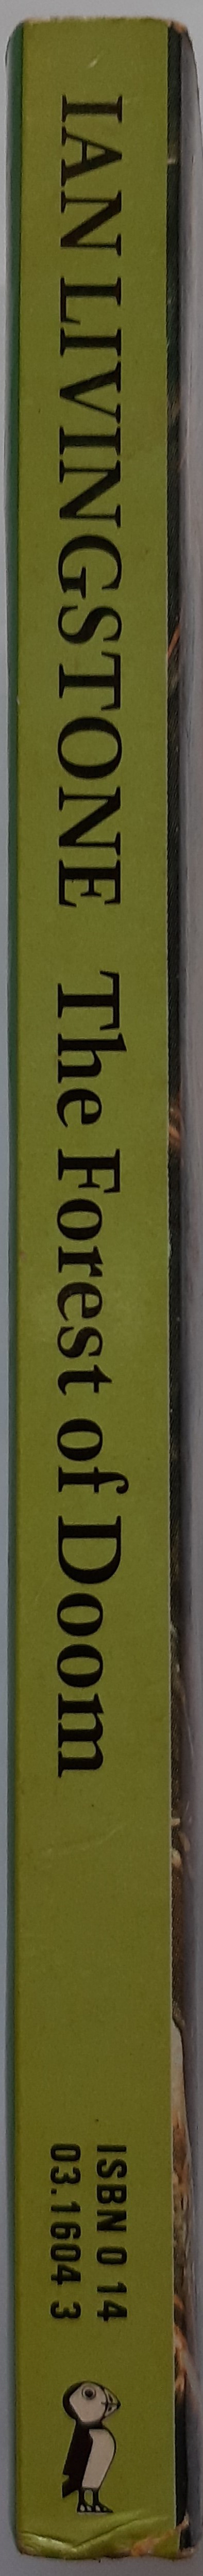 IAN LIVINGSTONE The Forest of Doom
ISBN 0 14
03.1604 3